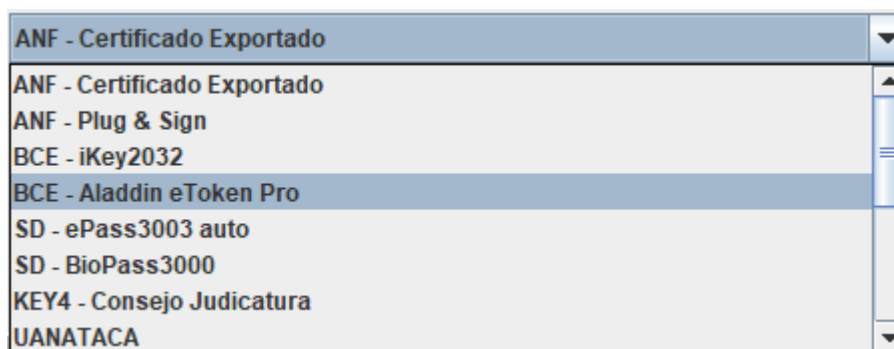 ANF - Certificado Exportado
ANF - Certificado Exportado
ANF - Plug & Sign
BCE - iKey2032
BCE - Aladdin eToken Pro
SD - ePass3003 auto
SD - BioPass3000
KEY4 - Consejo Judicatura
UANATACA